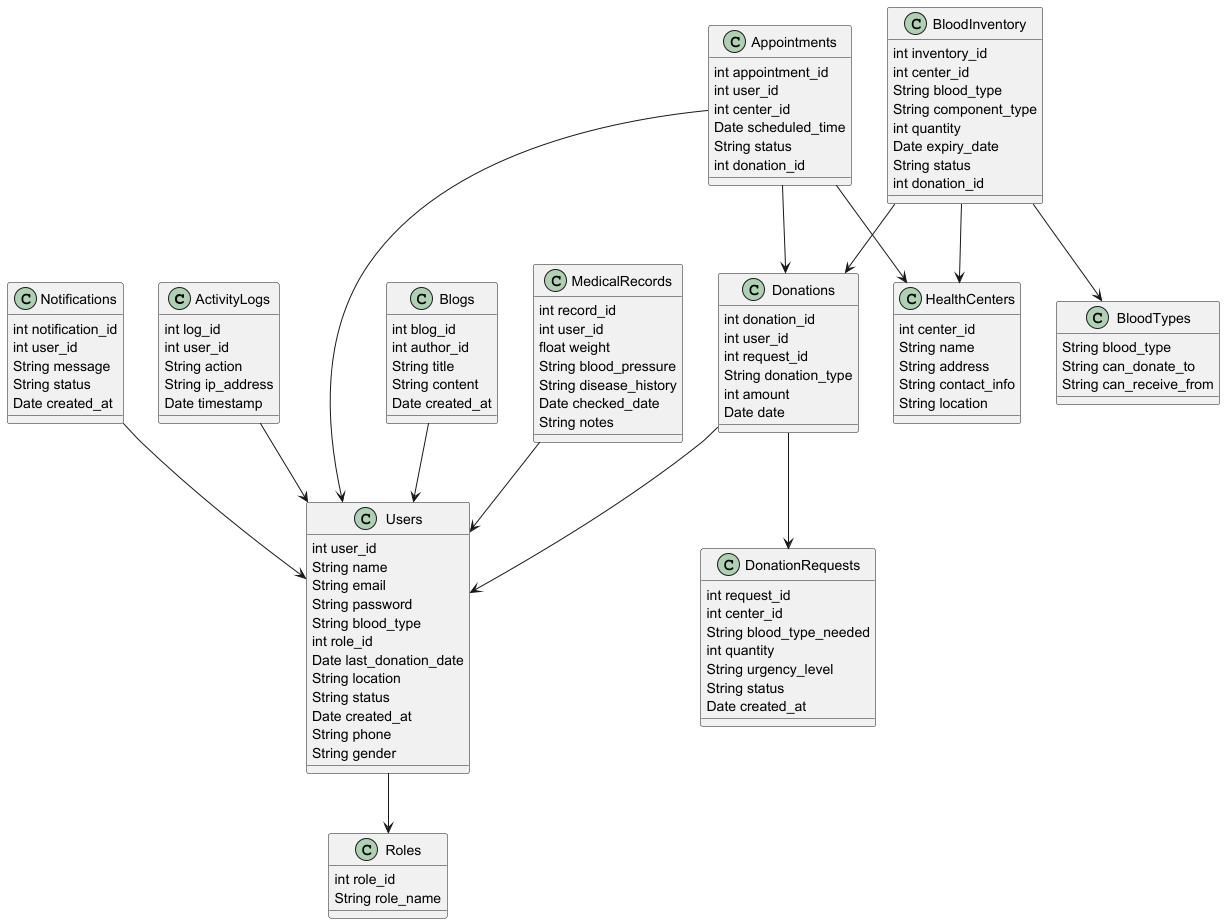 C Appointments
int appointment_id
int user_id
int center_id
Date scheduled_time
String status
int donation_id
C BloodInventory
int inventory_id
int center_id
String blood_type
String component_type
int quantity
Date expiry_date
String status
int donation_id
C Notifications
int notification_id
int user_id
String message
String status
Date created_at
C ActivityLogs
int log_id
int user_id
String action
String ip_address
Date timestamp
C Blogs
int blog_id
int author_id
String title
String content
Date created_at
C MedicalRecords
int record_id
int user_id
float weight
String blood_pressure
String disease_history
Date checked_date
String notes
C Donations
int donation_id
int user_id
int request_id
String donation_type
int amount
Date date
C HealthCenters
int center_id
String name
String address
String contact_info
String location
C BloodTypes
String blood_type
String can_donate_to
String can_receive_from
C Users
int user_id
String name
String email
String password
String blood_type
int role_id
Date last_donation_date
String location
String status
Date created_at
String phone
String gender
C DonationRequests
int request_id
int center_id
String blood_type_needed
int quantity
String urgency_level
String status
Date created_at
C Roles
int role_id
String role_name